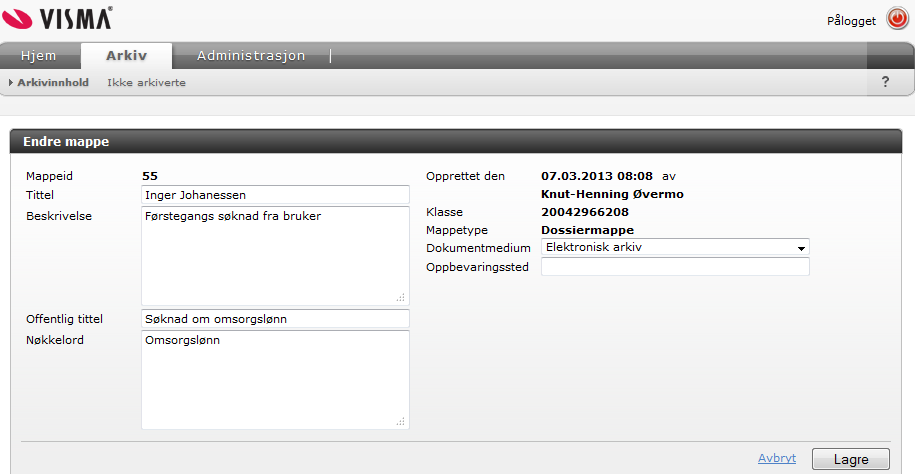 VISMA
Pålogget
Hjem Arkiv Administrasjon |
Arkivinnhold Ikke arkiverte ?
Endre mappe
Mappeid 55
Tittel Inger Johanessen
Beskrivelse Førstegangs søknad fra bruker
Offentlig tittel Søknad om omsorgslønn
Nøkkelord Omsorgslønn
Opprettet den 07.03.2013 08:08 av
Knut-Henning Øvermo
Klasse 20042966208
Mappetype Dossiermappe
Dokumentmedium Elektronisk arkiv
Oppbevaringssted
Avbryt Lagre